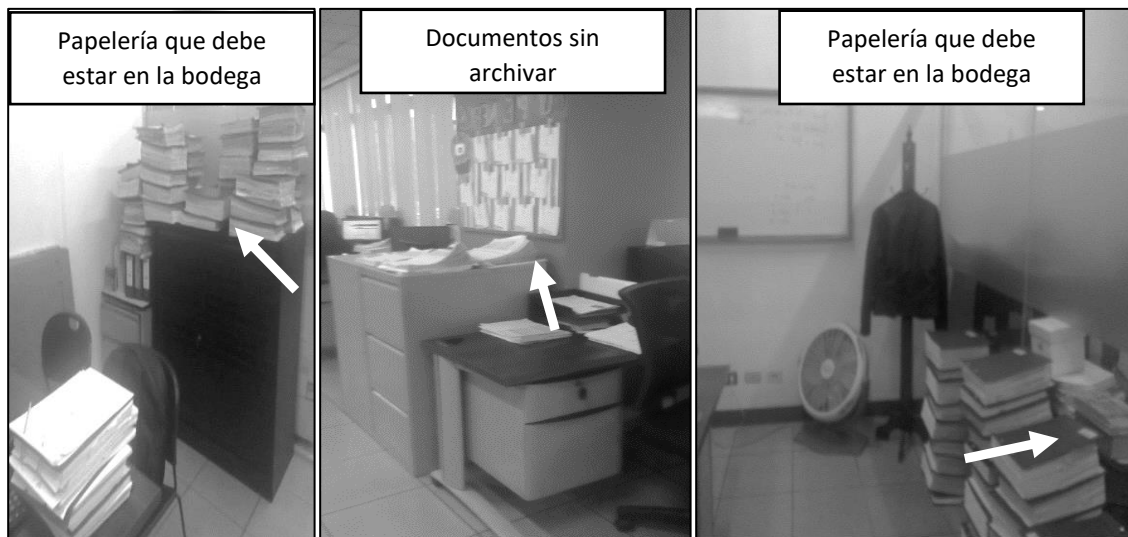 Papelería que debe
estar en la bodega
Documentos sin
archivar
Papelería que debe
estar en la bodega